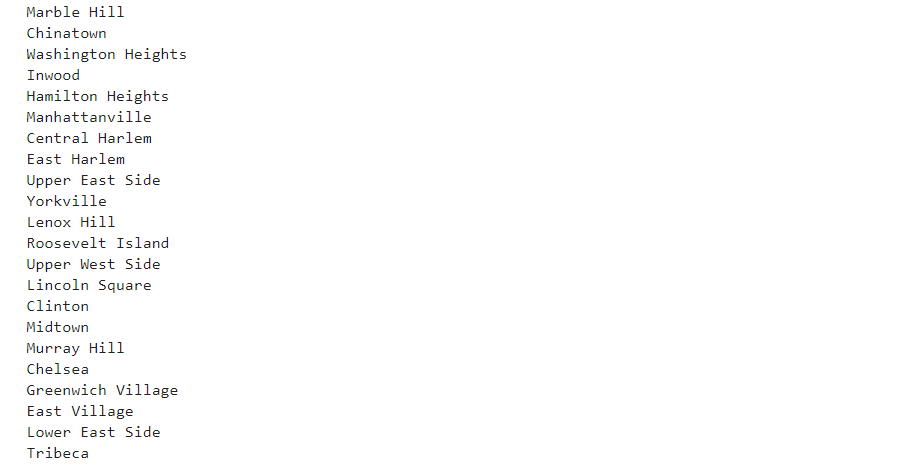 Marble Hill
Chinatown
Washington Heights
Inwood
Hamilton Heights
Manhattanville
Central Harlem
East Harlem
Upper East Side
Yorkville
Lenox Hill
Roosevelt Island
Upper West Side
Lincoln Square
Clinton
Midtown
Murray Hill
Chelsea
Greenwich Village
East Village
Lower East Side
Tribeca